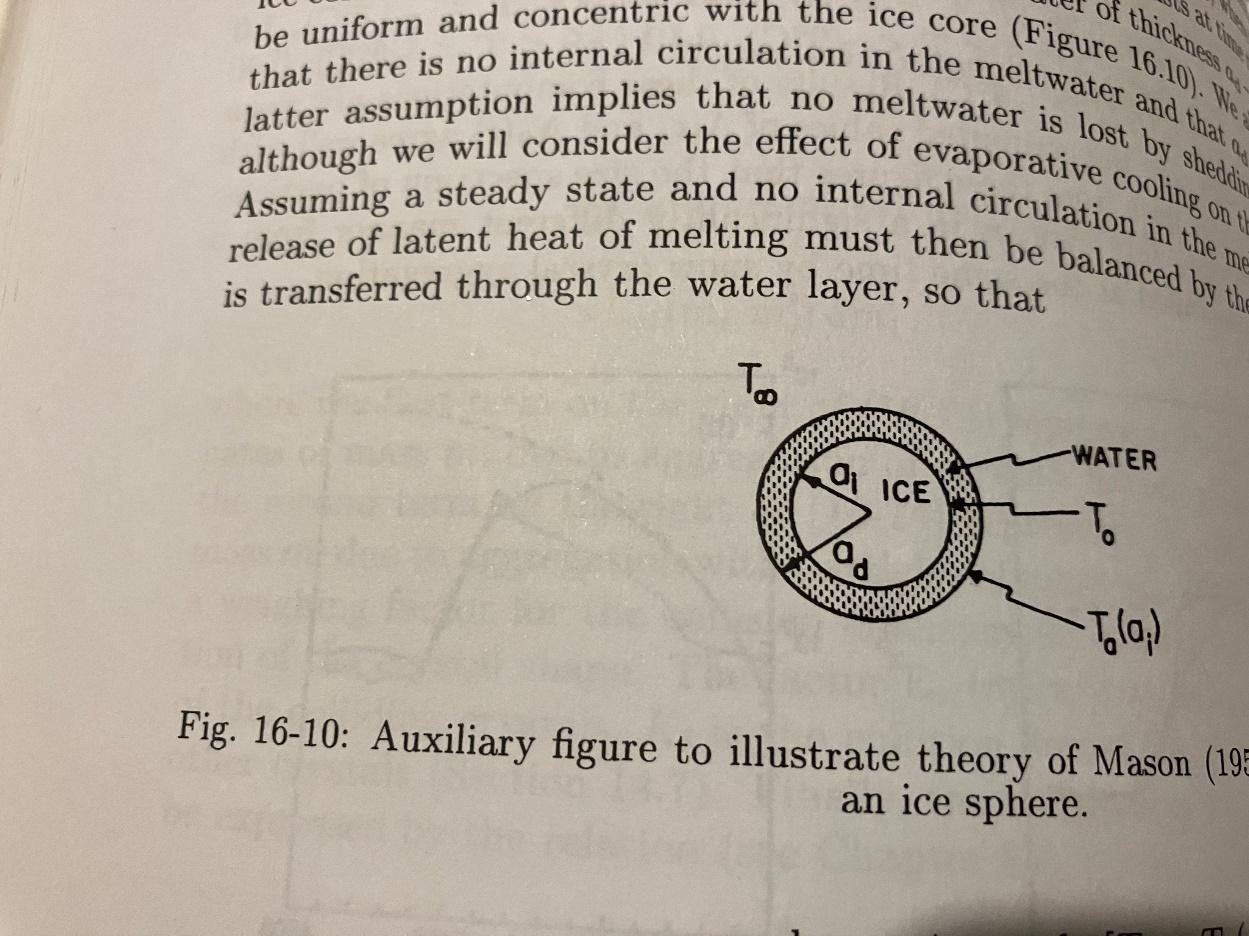 be uniform and concentric with the ice core (Figure 16.10). We
that there is no internal circulation in the meltwater and that
latter assumption implies that no meltwater is lost by
although we will consider the effect of evaporative cooling on
Assuming a steady state and no internal circulation in the
release of latent heat of melting must then be balanced by
is transferred through the water layer, so that
T∞
WATER
aᵢ ICE
T₀
a_d
Tₐ(aᵢ)
Fig. 16-10: Auxiliary figure to illustrate theory of Mason
an ice sphere.